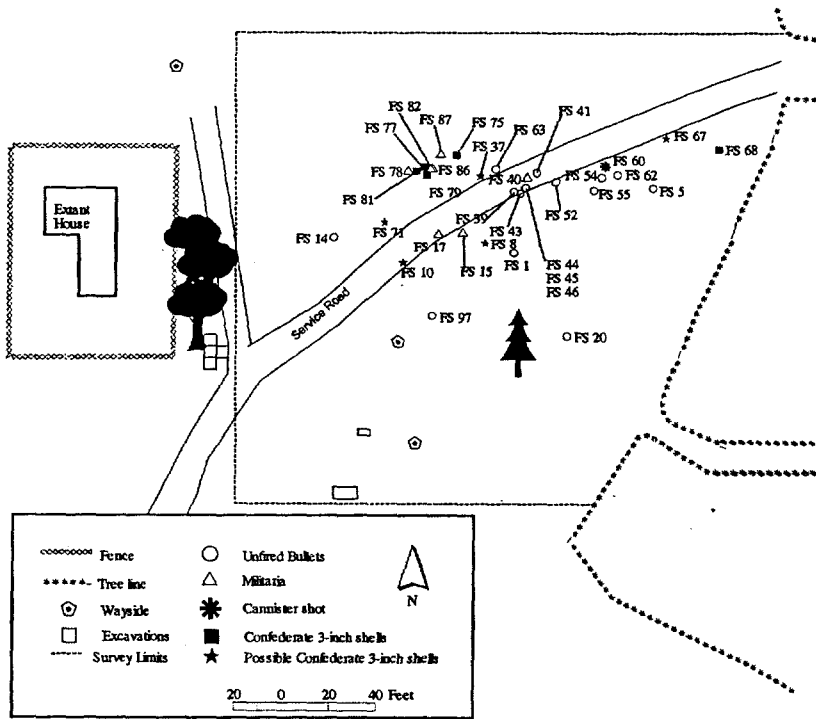 FS 82
FS 87
FS 77
FS 75
FS 63
FS 41
FS 37
FS 67
FS 60
FS 68
FS 78
FS 86
FS 40
FS 54
FS 62
FS 81
FS 79
FS 55
FS 5
FS 52
FS 39
FS 43
FS 71
FS 14
FS 17
FS 8
FS 10
FS 15
FS 1
FS 44
FS 45
FS 46
Extant
House
Service Road
FS 97
FS 20
Fence
Unfired Bullets
Tree line
Militaria
N
Wayside
Cannister shot
Excavations
Confederate 3-inch shells
Survey Limits
Possible Confederate 3-inch shells
20 0 20 40 Feet